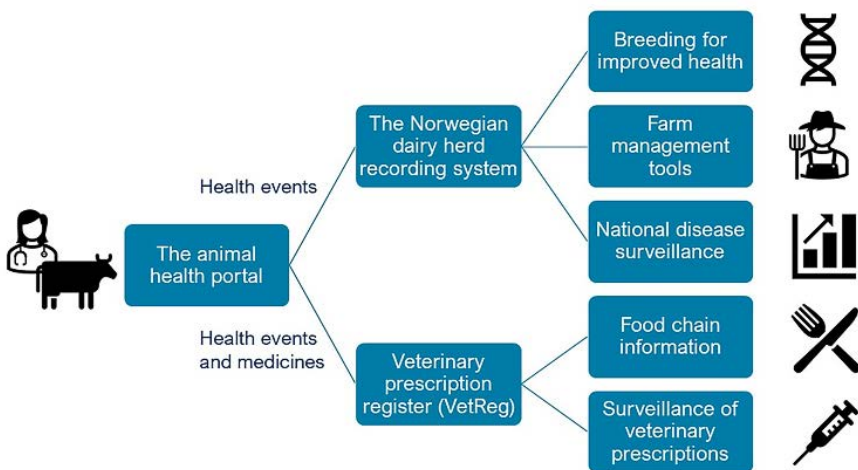 The animal
health portal
Health events
Health events
and medicines
The Norwegian
dairy herd
recording system
Veterinary
prescription
register (VetReg)
Breeding for
improved health
Farm
management
tools
National disease
surveillance
Food chain
information
Surveillance of
veterinary
prescriptions